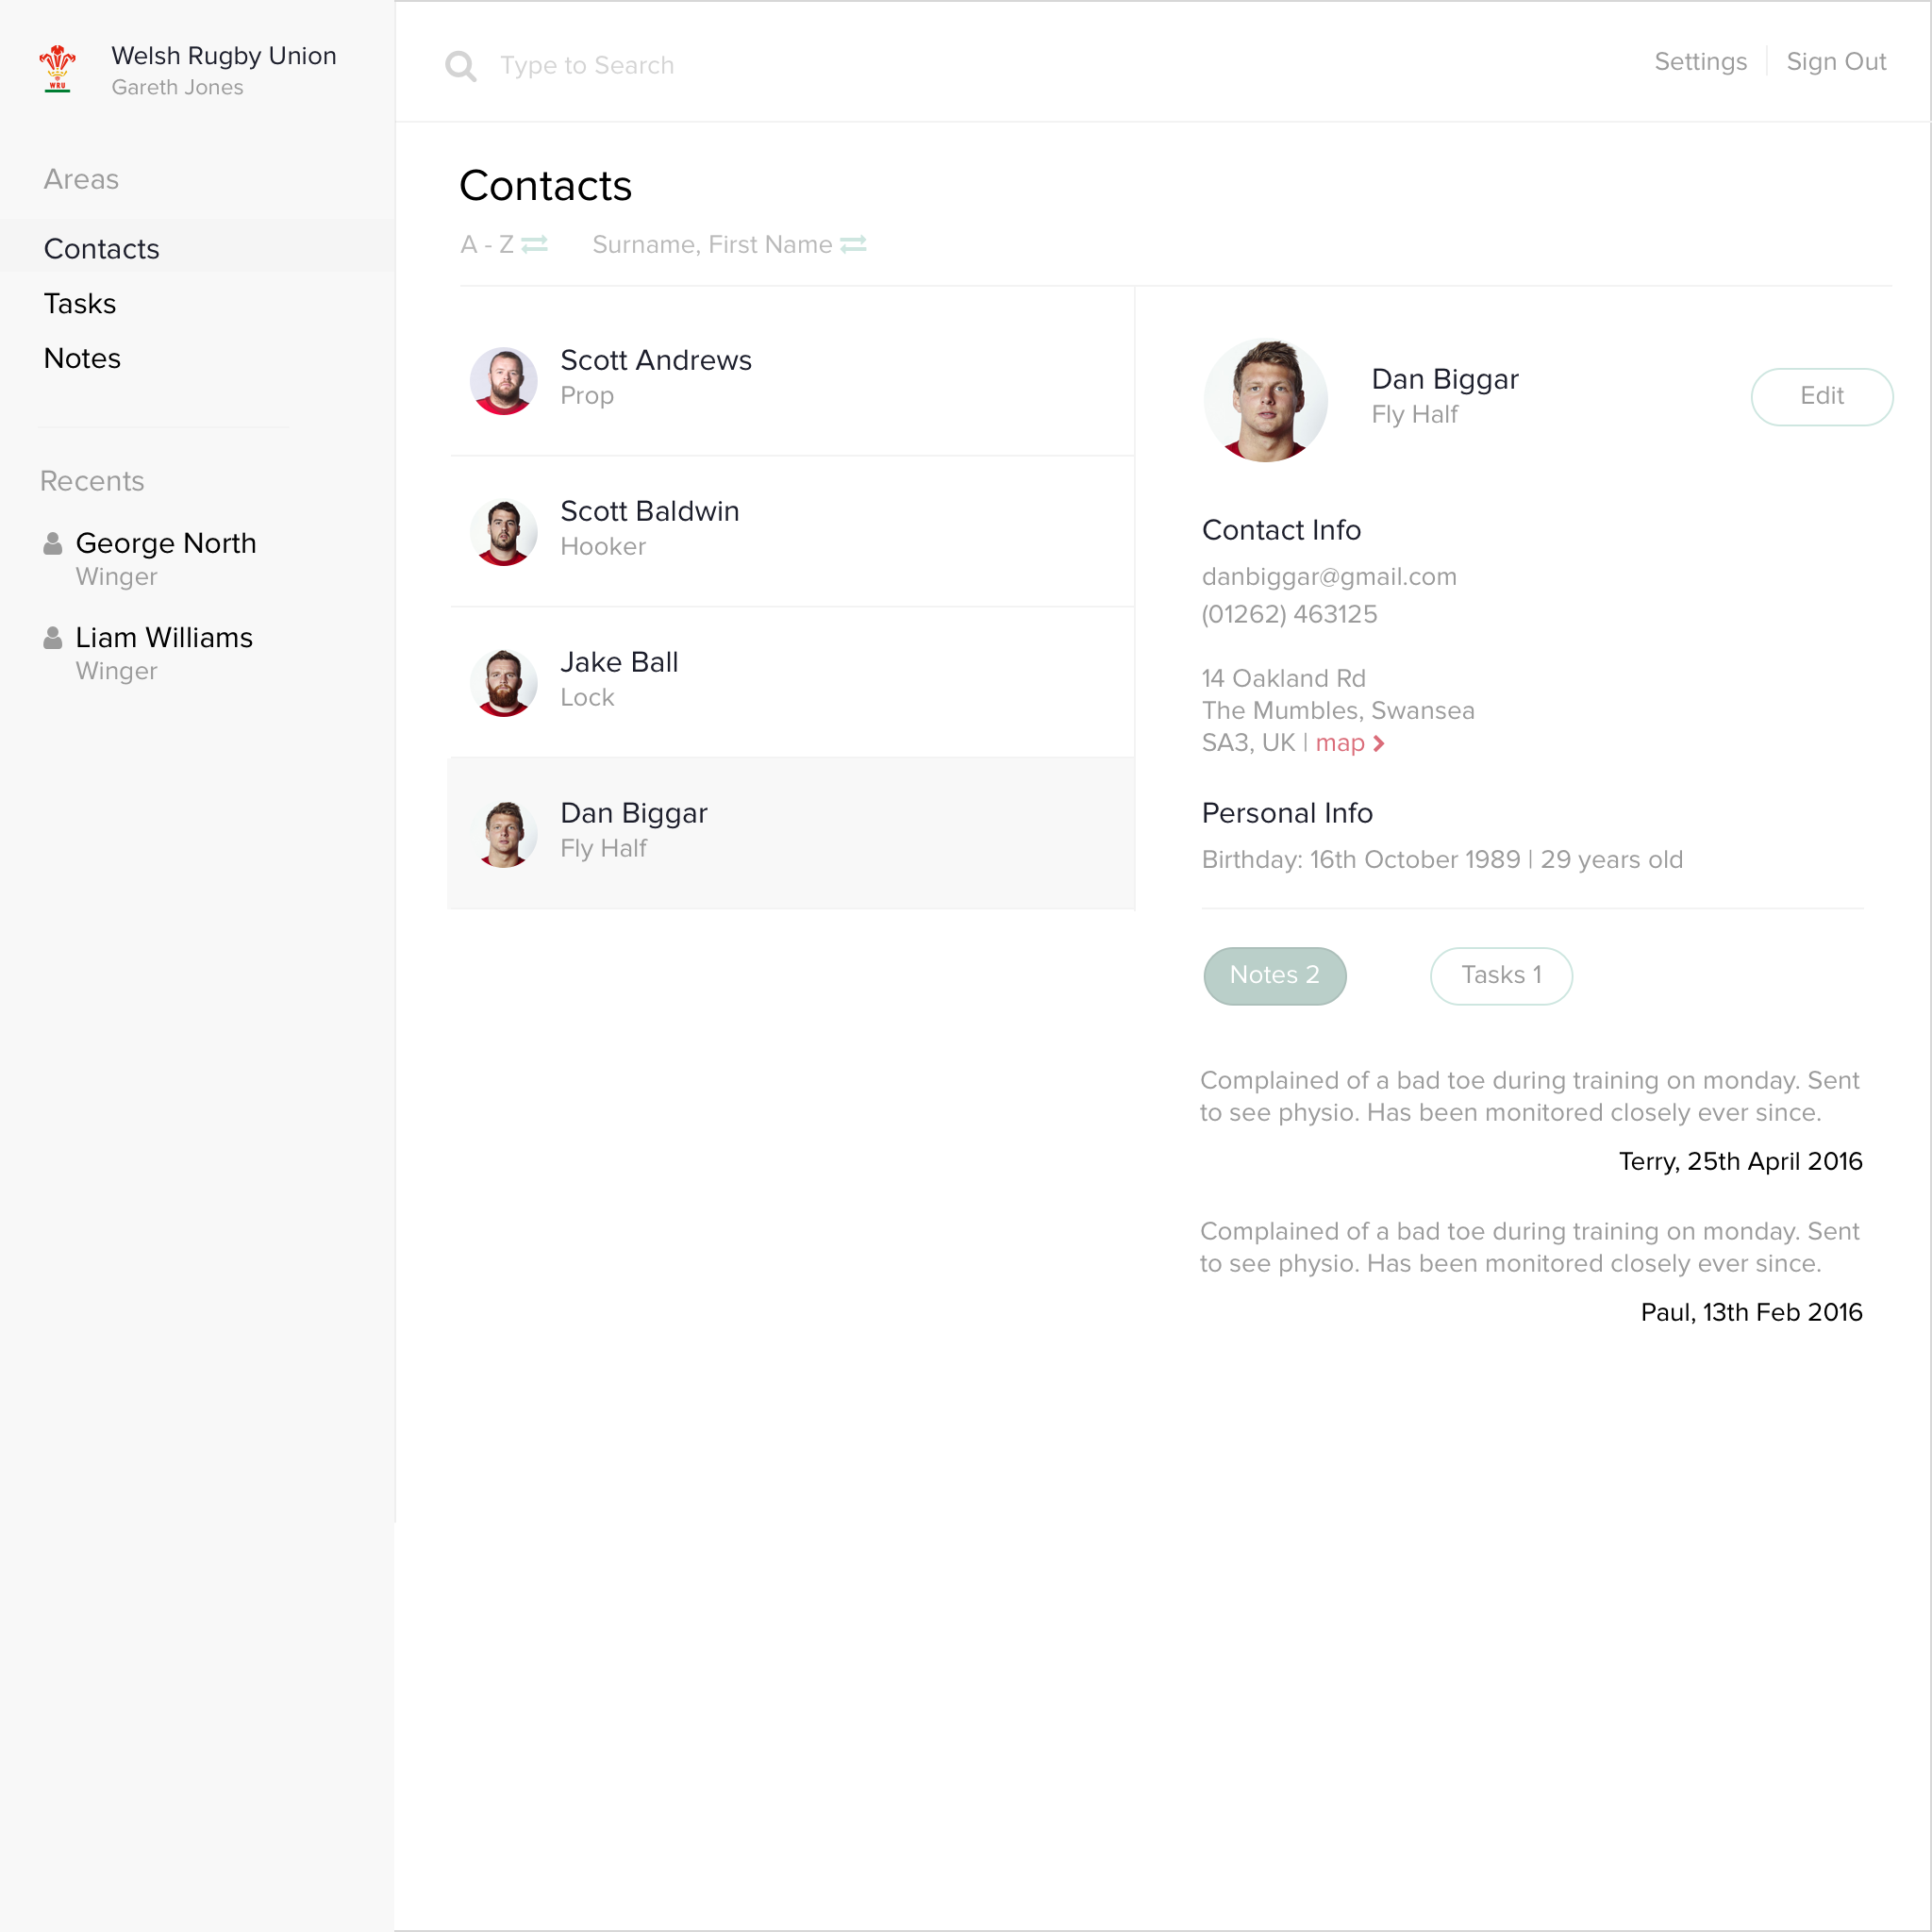 Welsh Rugby Union
Gareth Jones
WRU
Areas
Contacts
Tasks
Notes
Recents
George North
Winger
Liam Williams
Winger
Type to Search
Settings
Sign Out
Contacts
A - Z
Surname, First Name
Scott Andrews
Prop
Scott Baldwin
Hooker
Jake Ball
Lock
Dan Biggar
Fly Half
Dan Biggar
Fly Half
Edit
Contact Info
danbiggar@gmail.com
(01262) 463125
14 Oakland Rd
The Mumbles, Swansea
SA3, UK | map
Personal Info
Birthday: 16th October 1989 | 29 years old
Notes 2
Tasks 1
Complained of a bad toe during training on monday. Sent
to see physio. Has been monitored closely ever since.
Terry, 25th April 2016
Complained of a bad toe during training on monday. Sent
to see physio. Has been monitored closely ever since.
Paul, 13th Feb 2016